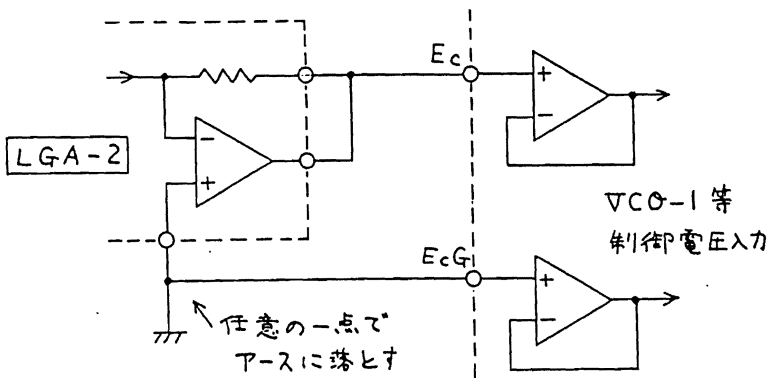 Ec
LGA-2
VCO-1等
制御電圧入力
EcG
任意の一点で
アースに落とす